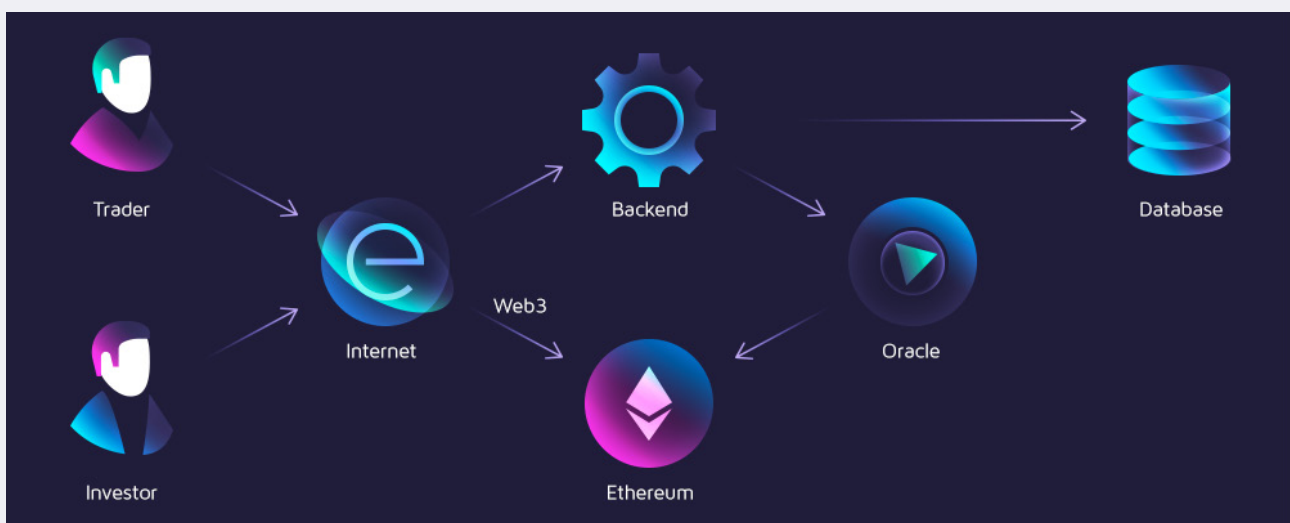 Trader
Backend
Database
Web3
Internet
Oracle
Investor
Ethereum